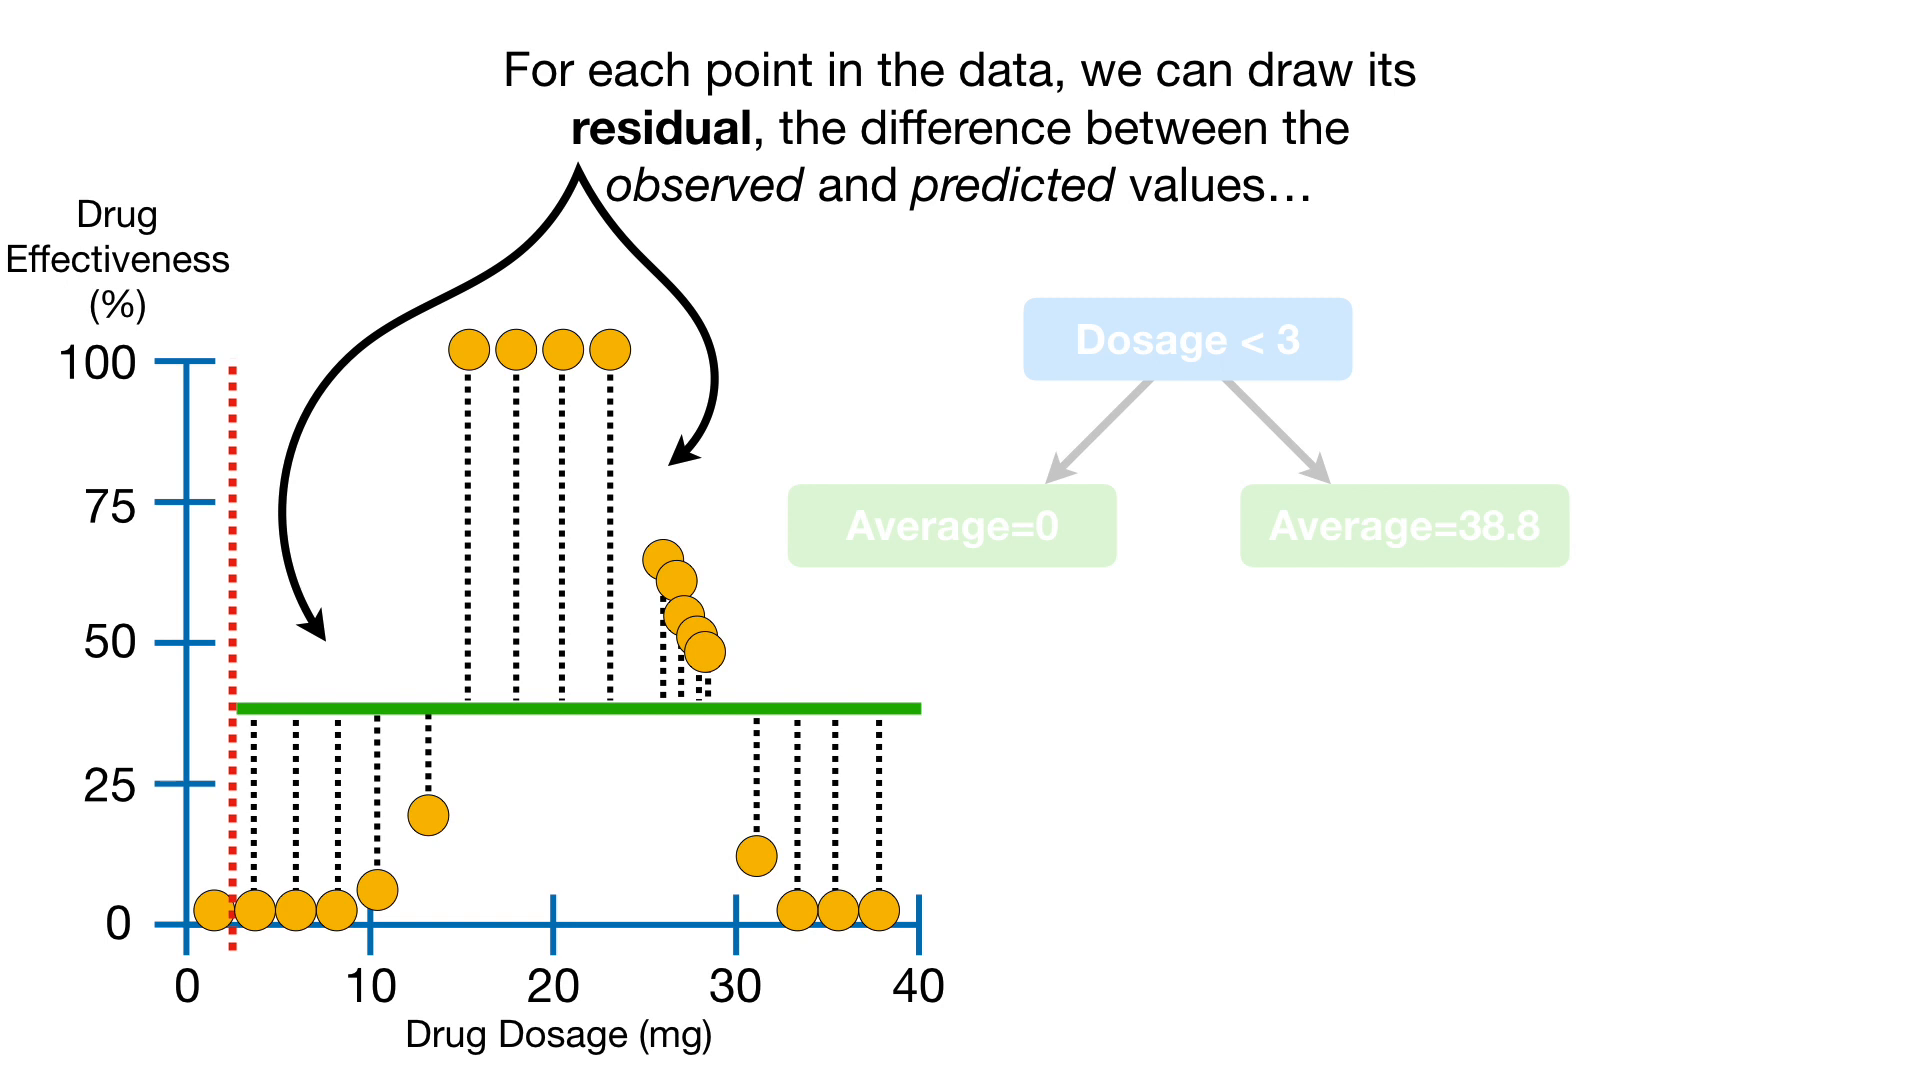 For each point in the data, we can draw its
residual, the difference between the
observed and predicted values…
Drug
Effectiveness
(%)
100
75
50
25
0
0 10 20 30 40
Drug Dosage (mg)
Dosage < 3
Average=0
Average=38.8